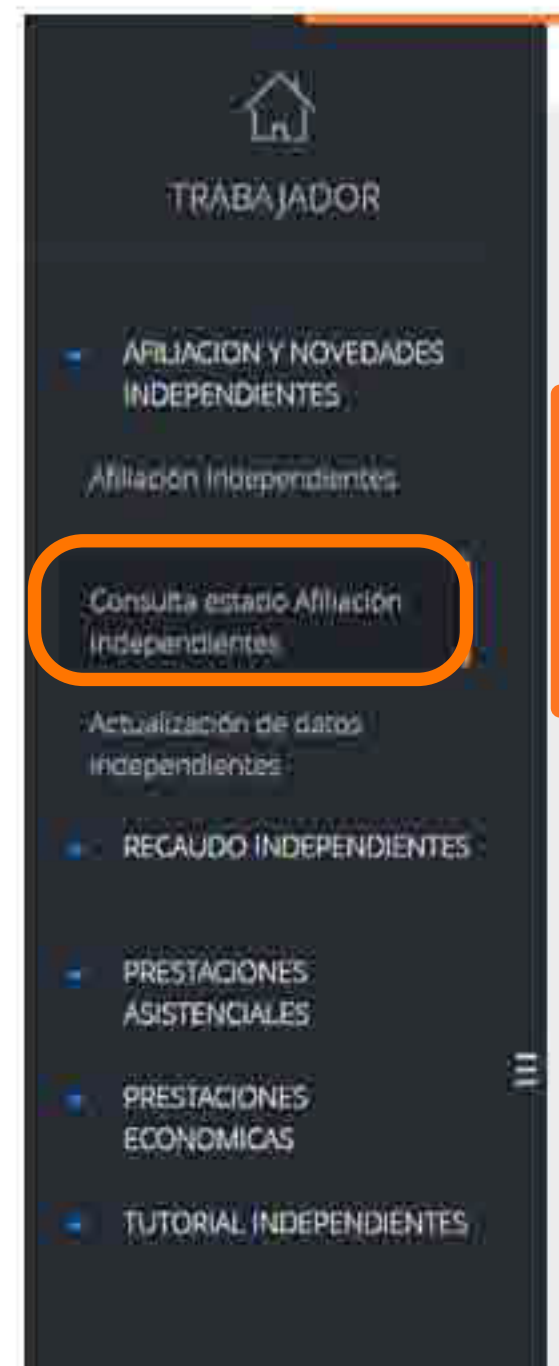 TRABAJADOR
AFILIACION Y NOVEDADES
INDEPENDIENTES
Afiliación Independientes
Consulta estado Afiliación
independientes
Actualización de datos
independientes
RECAUDO INDEPENDIENTES
PRESTACIONES
ASISTENCIALES
PRESTACIONES
ECONOMICAS
TUTORIAL INDEPENDIENTES